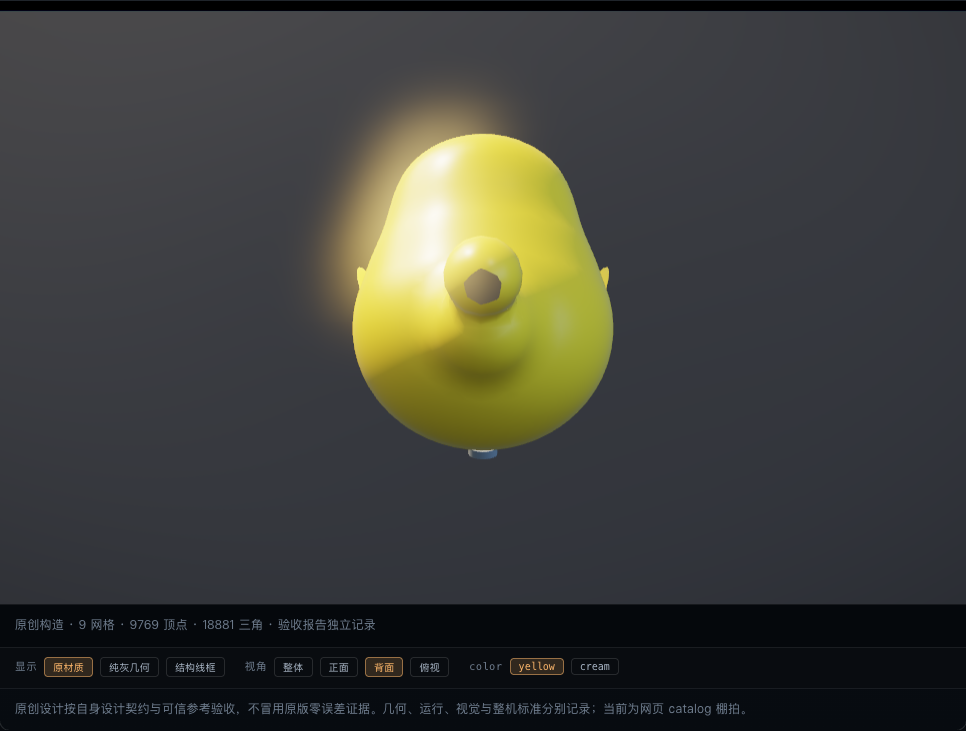 原创构造 · 9 网格 · 9769 顶点 · 18881 三角 · 验收报告独立记录
显示 原材质 纯灰几何 结构线框 视角 整体 正面 背面 俯视 color yellow cream
原创设计按自身设计契约与可信参考验收，不冒用原版零误差证据。几何、运行、视觉与整机标准分别记录；当前为网页 catalog 棚拍。